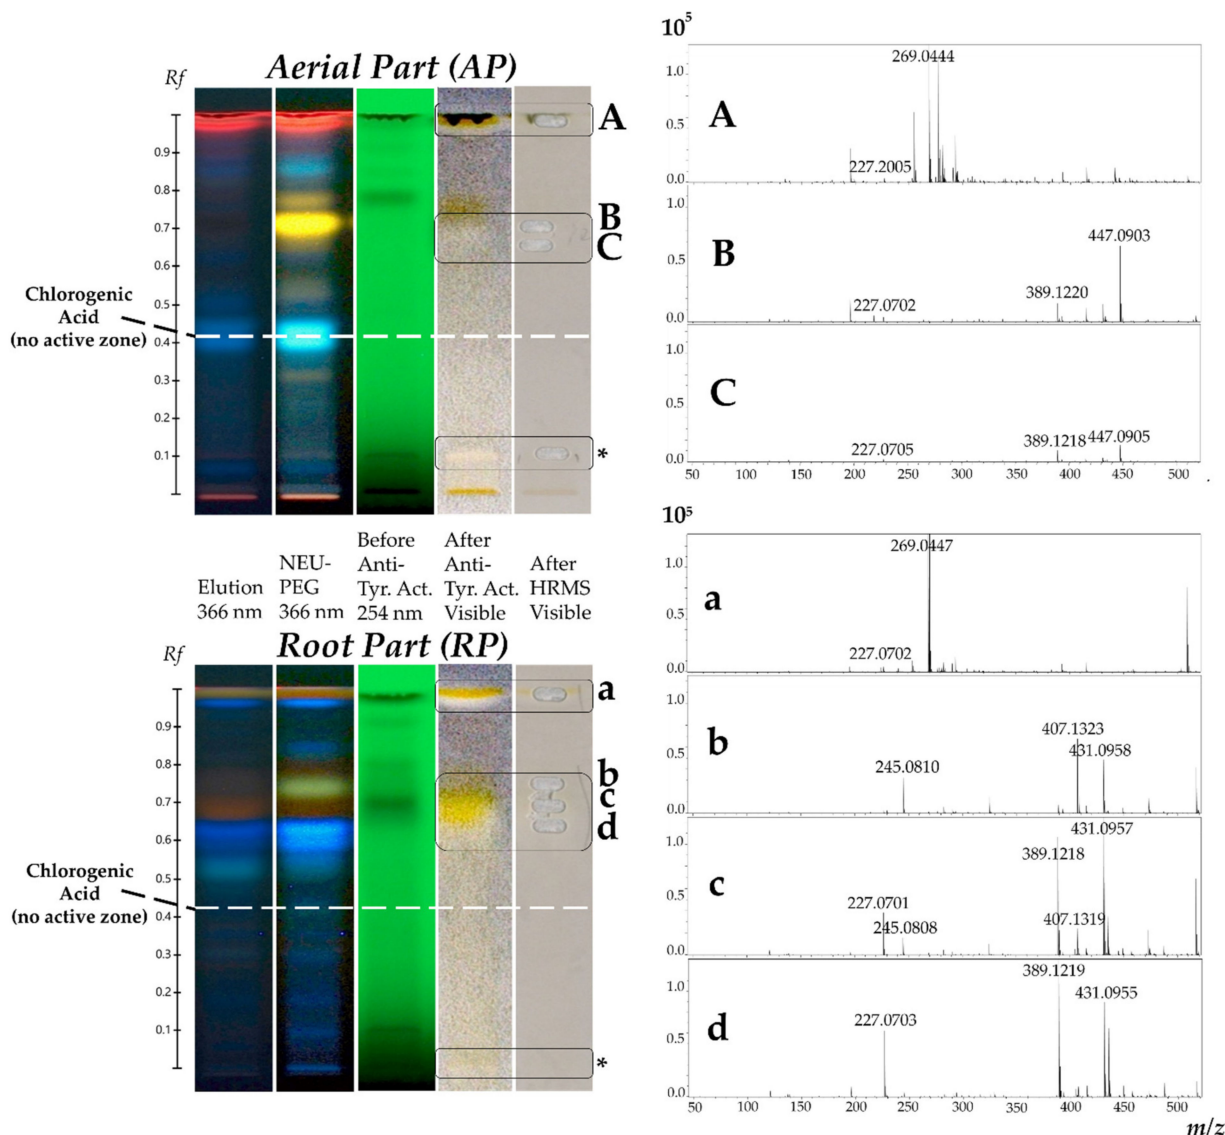 Aerial Part (AP)
Rf
0.9
0.8
0.7
0.6
0.5
0.4
0.3
0.2
0.1
Chlorogenic
Acid
(no active zone)
A
B
C
*
Elution
366 nm
NEU-
PEG
366 nm
Before
Anti-
Tyr. Act.
254 nm
After
Anti-
Tyr. Act.
Visible
After
HRMS
Visible
Root Part (RP)
Rf
0.9
0.8
0.7
0.6
0.5
0.4
0.3
0.2
0.1
Chlorogenic
Acid
(no active zone)
a
b
c
d
*
10⁵
1.0
0.5
0.0
A
269.0444
227.2005
1.0
0.5
0.0
B
447.0903
389.1220
227.0702
1.0
0.5
0.0
C
389.1218 447.0905
227.0705
50 100 150 200 250 300 350 400 450 500
10⁵
1.0
0.5
0.0
a
269.0447
227.0702
1.0
0.5
0.0
b
407.1323
431.0958
245.0810
1.0
0.5
0.0
c
431.0957
389.1218
227.0701
245.0808
407.1319
1.0
0.5
0.0
d
389.1219
431.0955
227.0703
50 100 150 200 250 300 350 400 450 500
m/z